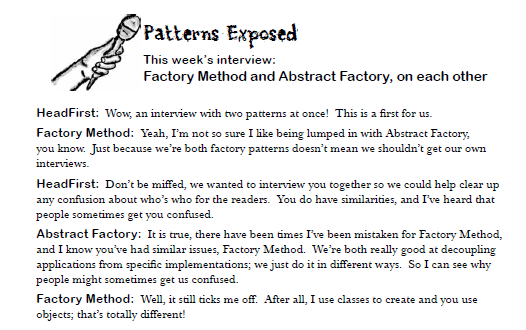 Patterns Exposed
This week's interview:
Factory Method and Abstract Factory, on each other
HeadFirst: Wow, an interview with two patterns at once! This is a first for us.
Factory Method: Yeah, I'm not so sure I like being lumped in with Abstract Factory,
you know. Just because we're both factory patterns doesn't mean we shouldn't get our own
interviews.
HeadFirst: Don't be miffed, we wanted to interview you together so we could help clear up
any confusion about who's who for the readers. You do have similarities, and I've heard that
people sometimes get you confused.
Abstract Factory: It is true, there have been times I've been mistaken for Factory Method,
and I know you've had similar issues, Factory Method. We're both really good at decoupling
applications from specific implementations; we just do it in different ways. So I can see why
people might sometimes get us confused.
Factory Method: Well, it still ticks me off. After all, I use classes to create and you use
objects; that's totally different!